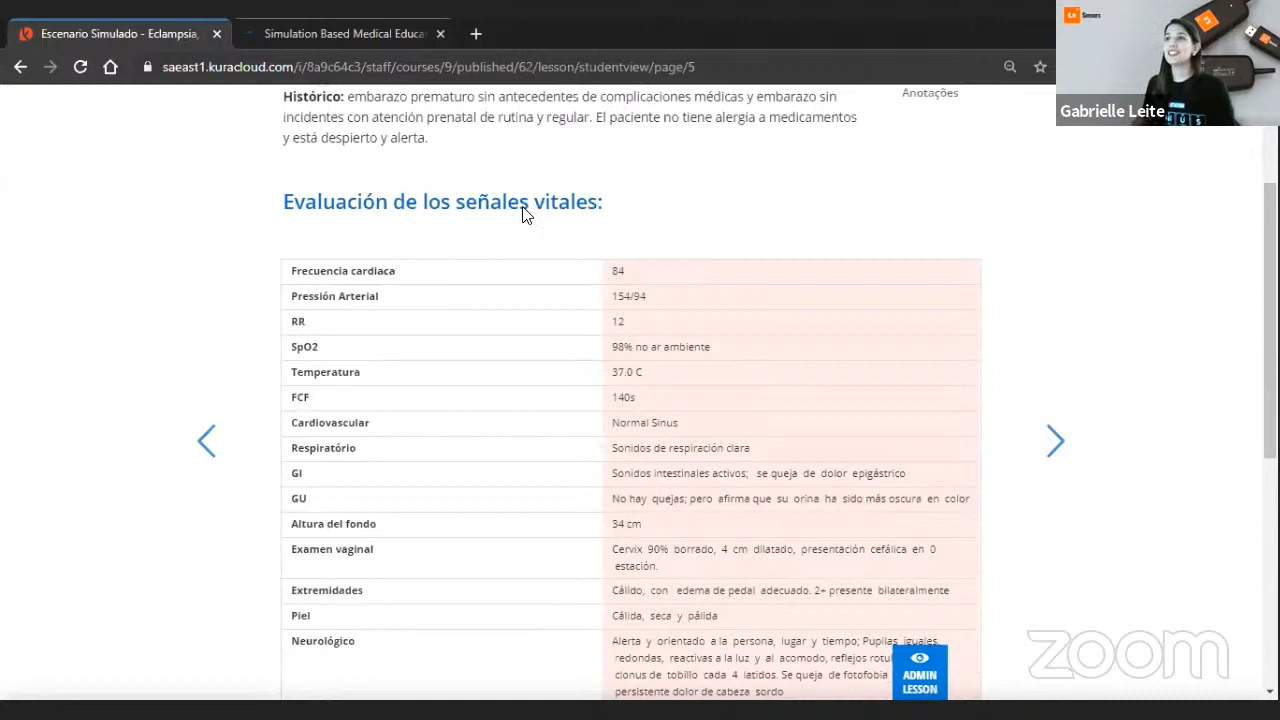 Escenario Simulado - Eclampsia,
Simulation Based Medical Educa
saeast1.kuracloud.com/i/8a9c64c3/staff/courses/9/published/62/lesson/studentview/page/5
Gabrielle Leite
Histórico: embarazo prematuro sin antecedentes de complicaciones médicas y embarazo sin
incidentes con atención prenatal de rutina y regular. El paciente no tiene alergia a medicamentos
y está despierto y alerta.
Anotações
Evaluación de los señales vitales:
Frecuencia cardiaca 84
Pressión Arterial 154/94
RR 12
SpO2 98% no ar ambiente
Temperatura 37.0 C
FCF 140s
Cardiovascular Normal Sinus
Respiratório Sonidos de respiración clara
GI Sonidos intestinales activos; se queja de dolor epigástrico
GU No hay quejas; pero afirma que su orina ha sido más oscura en color
Altura del fondo 34 cm
Examen vaginal Cervix 90% borrado, 4 cm dilatado, presentación cefálica en 0
estación.
Extremidades Cálido, con edema de pedal adecuado. 2+ presente bilateralmente
Piel Cálida, seca y pálida
Neurológico Alerta y orientado a la persona, lugar y tiempo; Pupilas iguales,
redondas, reactivas a la luz y al acomodo, reflejos
clonus de tobillo cada 4 latidos. Se queja de fotofobia
persistente dolor de cabeza sordo
ADMIN
LESSON
zoom